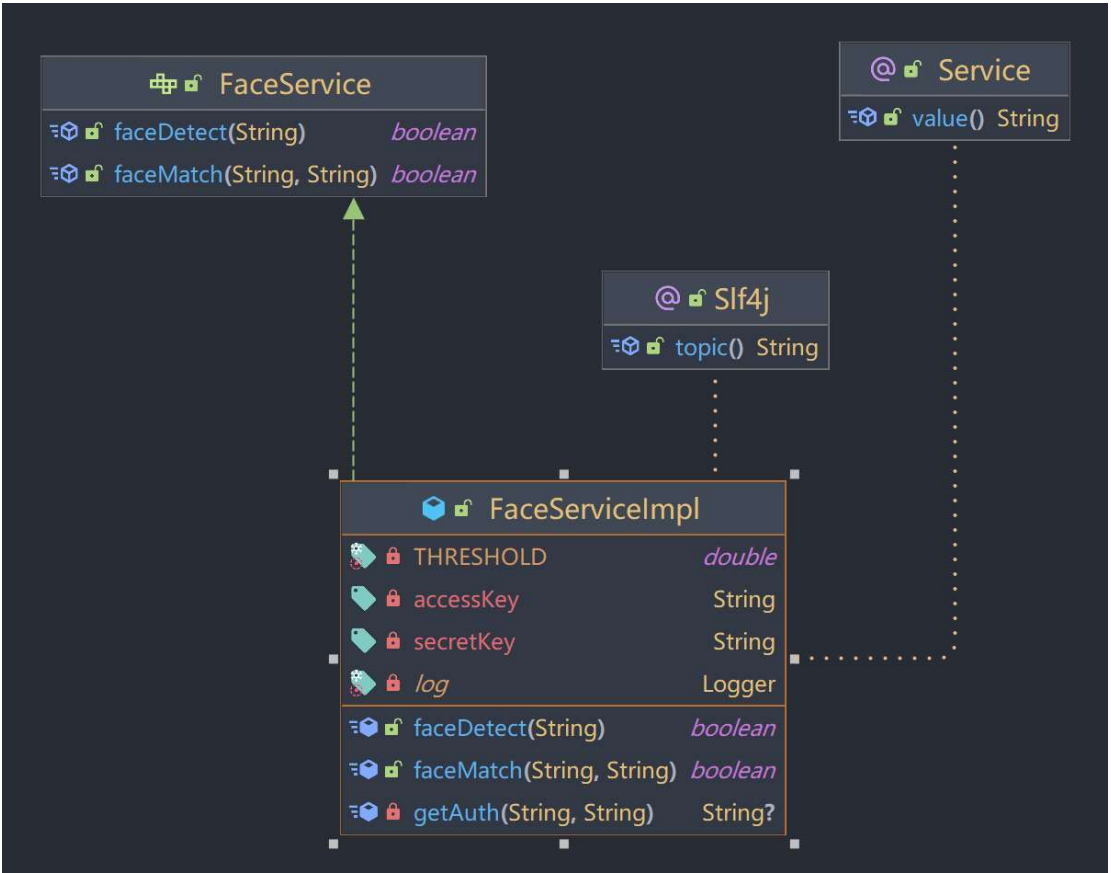 FaceService
faceDetect(String) boolean
faceMatch(String, String) boolean
@ Service
value() String
@ Slf4j
topic() String
FaceServiceImpl
THRESHOLD double
accessKey String
secretKey String
log Logger
faceDetect(String) boolean
faceMatch(String, String) boolean
getAuth(String, String) String?